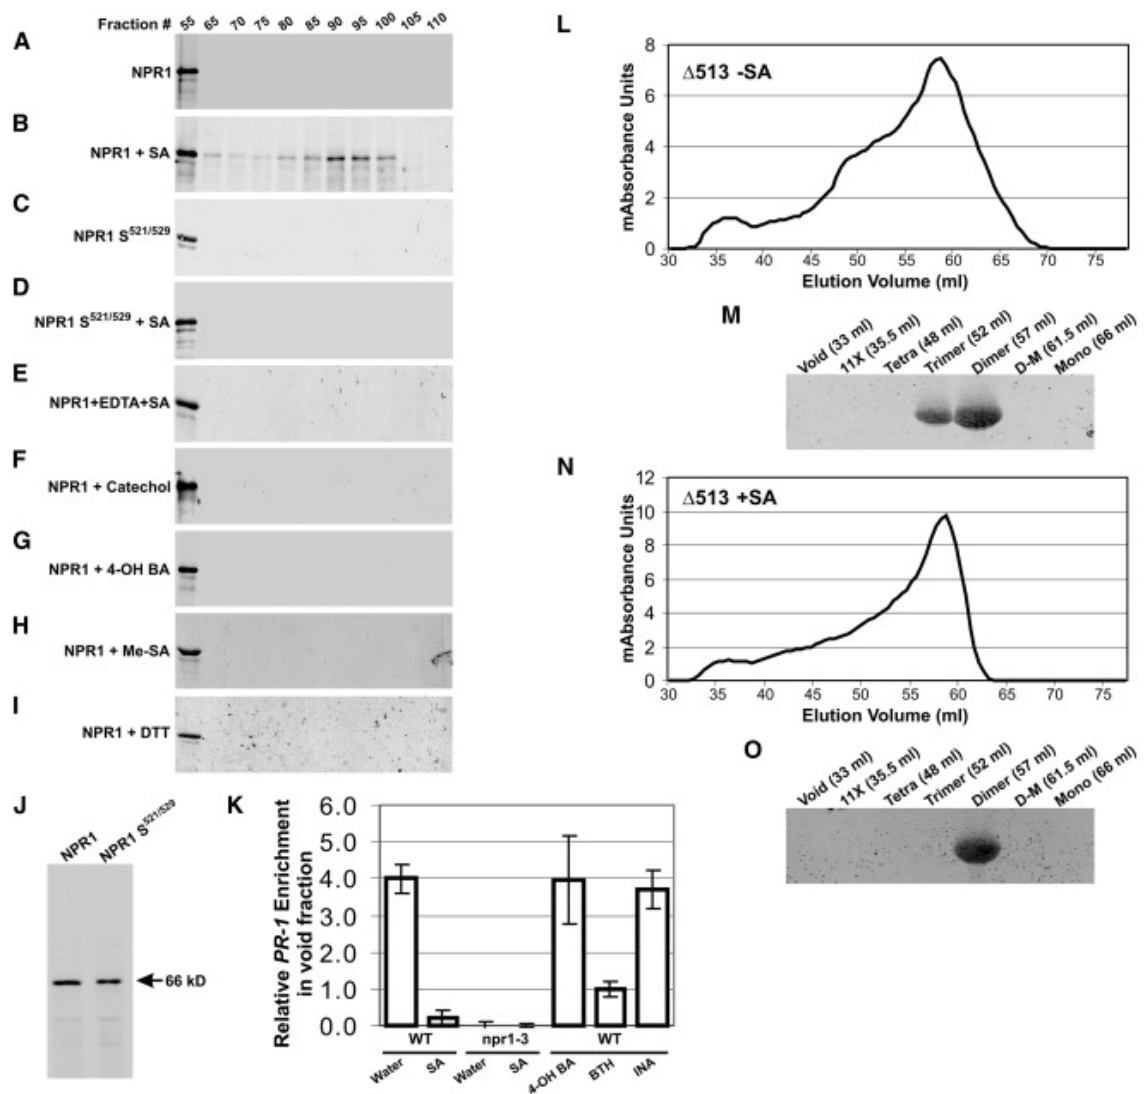 Fraction # 55 65 70 75 80 85 90 95 100 105 110
A
NPR1
B
NPR1 + SA
C
NPR1 S521/529
D
NPR1 S521/529 + SA
E
NPR1+EDTA+SA
F
NPR1 + Catechol
G
NPR1 + 4-OH BA
H
NPR1 + Me-SA
I
NPR1 + DTT
J
NPR1 NPR1 S521/529
66 kD
K
Relative PR-1 Enrichment
in void fraction
6.0
5.0
4.0
3.0
2.0
1.0
0.0
WT npr1-3 WT
Water SA Water SA 4-OH BA BTH INA
L
Δ513 -SA
mAbsorbance Units
8
6
4
2
0
30 35 40 45 50 55 60 65 70 75
Elution Volume (ml)
M
Void (33 ml) 11X (35.5 ml) Tetra (48 ml) Trimer (52 ml) Dimer (57 ml) D-M (61.5 ml) Mono (66 ml)
N
Δ513 +SA
mAbsorbance Units
12
10
8
6
4
2
0
30 35 40 45 50 55 60 65 70 75
Elution Volume (ml)
O
Void (33 ml) 11X (35.5 ml) Tetra (48 ml) Trimer (52 ml) Dimer (57 ml) D-M (61.5 ml) Mono (66 ml)